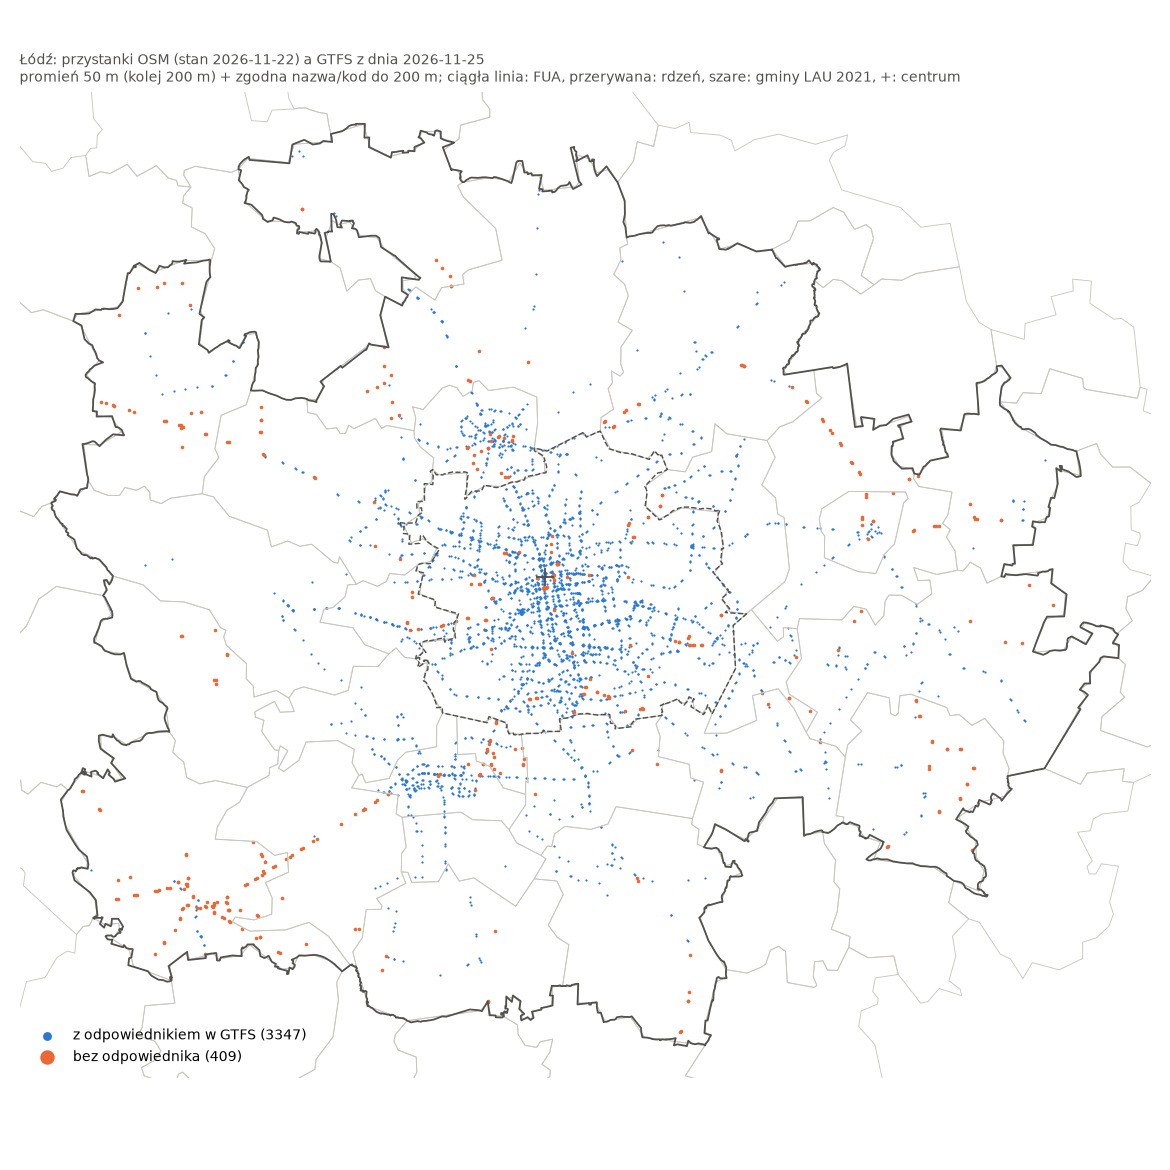 Łódź: przystanki OSM (stan 2026-11-22) a GTFS z dnia 2026-11-25
promień 50 m (kolej 200 m) + zgodna nazwa/kod do 200 m; ciągła linia: FUA, przerywana: rdzeń, szare: gminy LAU 2021, +: centrum
z odpowiednikiem w GTFS (3347)
bez odpowiednika (409)